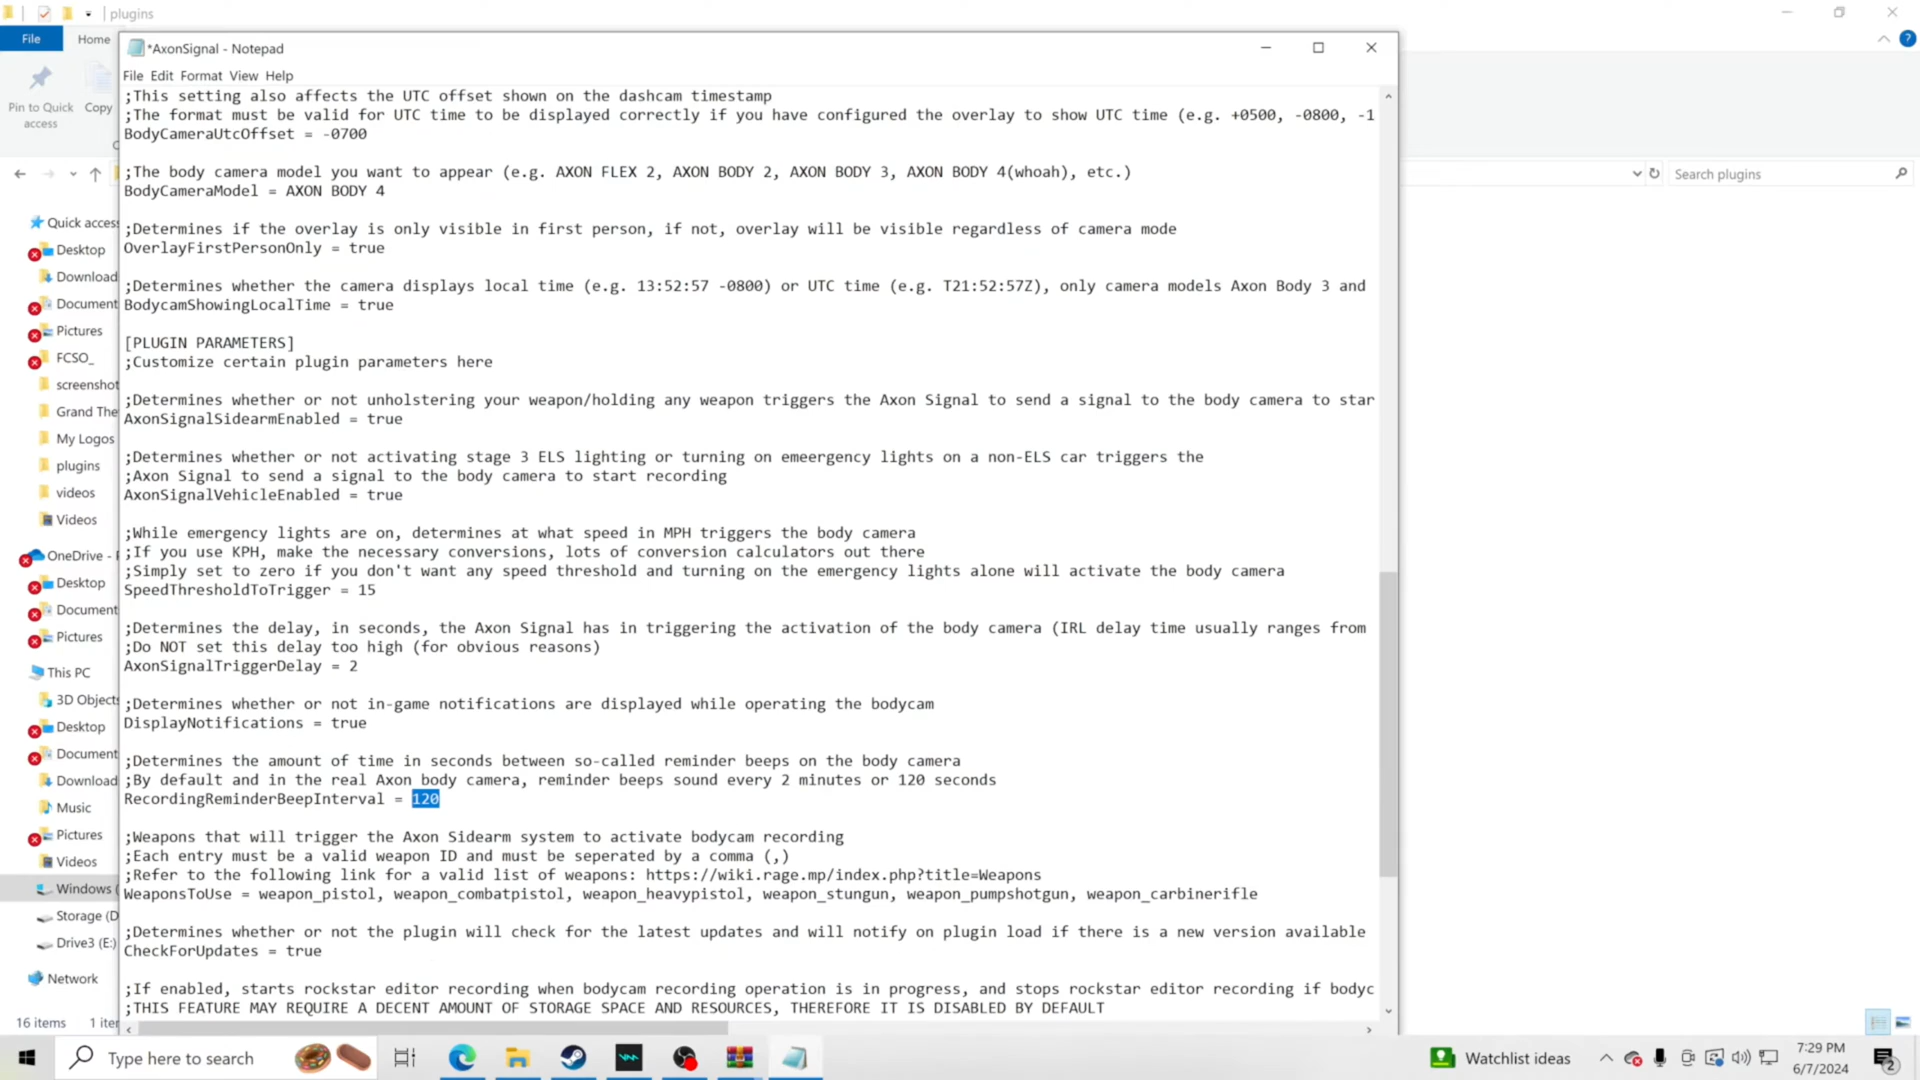 plugins
File
Home
Pin to Quick
access
Copy
*AxonSignal - Notepad
File Edit Format View Help
;This setting also affects the UTC offset shown on the dashcam timestamp
;The format must be valid for UTC time to be displayed correctly if you have configured the overlay to show UTC time (e.g. +0500, -0800, -1
BodyCameraUtcOffset = -0700
;The body camera model you want to appear (e.g. AXON FLEX 2, AXON BODY 2, AXON BODY 3, AXON BODY 4(whoah), etc.)
BodyCameraModel = AXON BODY 4
;Determines if the overlay is only visible in first person, if not, overlay will be visible regardless of camera mode
OverlayFirstPersonOnly = true
;Determines whether the camera displays local time (e.g. 13:52:57 -0800) or UTC time (e.g. T21:52:57Z), only camera models Axon Body 3 and
BodycamShowingLocalTime = true
[PLUGIN PARAMETERS]
;Customize certain plugin parameters here
;Determines whether or not unholstering your weapon/holding any weapon triggers the Axon Signal to send a signal to the body camera to star
AxonSignalSidearmEnabled = true
;Determines whether or not activating stage 3 ELS lighting or turning on emeergency lights on a non-ELS car triggers the
;Axon Signal to send a signal to the body camera to start recording
AxonSignalVehicleEnabled = true
;While emergency lights are on, determines at what speed in MPH triggers the body camera
;If you use KPH, make the necessary conversions, lots of conversion calculators out there
;Simply set to zero if you don't want any speed threshold and turning on the emergency lights alone will activate the body camera
SpeedThresholdToTrigger = 15
;Determines the delay, in seconds, the Axon Signal has in triggering the activation of the body camera (IRL delay time usually ranges from
;Do NOT set this delay too high (for obvious reasons)
AxonSignalTriggerDelay = 2
;Determines whether or not in-game notifications are displayed while operating the bodycam
DisplayNotifications = true
;Determines the amount of time in seconds between so-called reminder beeps on the body camera
;By default and in the real Axon body camera, reminder beeps sound every 2 minutes or 120 seconds
RecordingReminderBeepInterval = 120
;Weapons that will trigger the Axon Sidearm system to activate bodycam recording
;Each entry must be a valid weapon ID and must be seperated by a comma (,)
;Refer to the following link for a valid list of weapons: https://wiki.rage.mp/index.php?title=Weapons
WeaponsToUse = weapon_pistol, weapon_combatpistol, weapon_heavypistol, weapon_stungun, weapon_pumpshotgun, weapon_carbinerifle
;Determines whether or not the plugin will check for the latest updates and will notify on plugin load if there is a new version available
CheckForUpdates = true
;If enabled, starts rockstar editor recording when bodycam recording operation is in progress, and stops rockstar editor recording if bodyc
;THIS FEATURE MAY REQUIRE A DECENT AMOUNT OF STORAGE SPACE AND RESOURCES, THEREFORE IT IS DISABLED BY DEFAULT
Search plugins
Quick acces
Desktop
Download
Document
Pictures
FCSO_
screenshot
Grand The
My Logos
plugins
videos
Videos
OneDrive -
Desktop
Document
Pictures
This PC
3D Objects
Desktop
Document
Download
Music
Pictures
Videos
Windows (
Storage (D
Drive3 (E:)
Network
16 items
1 iter
Type here to search
Watchlist ideas
7:29 PM
6/7/2024
2